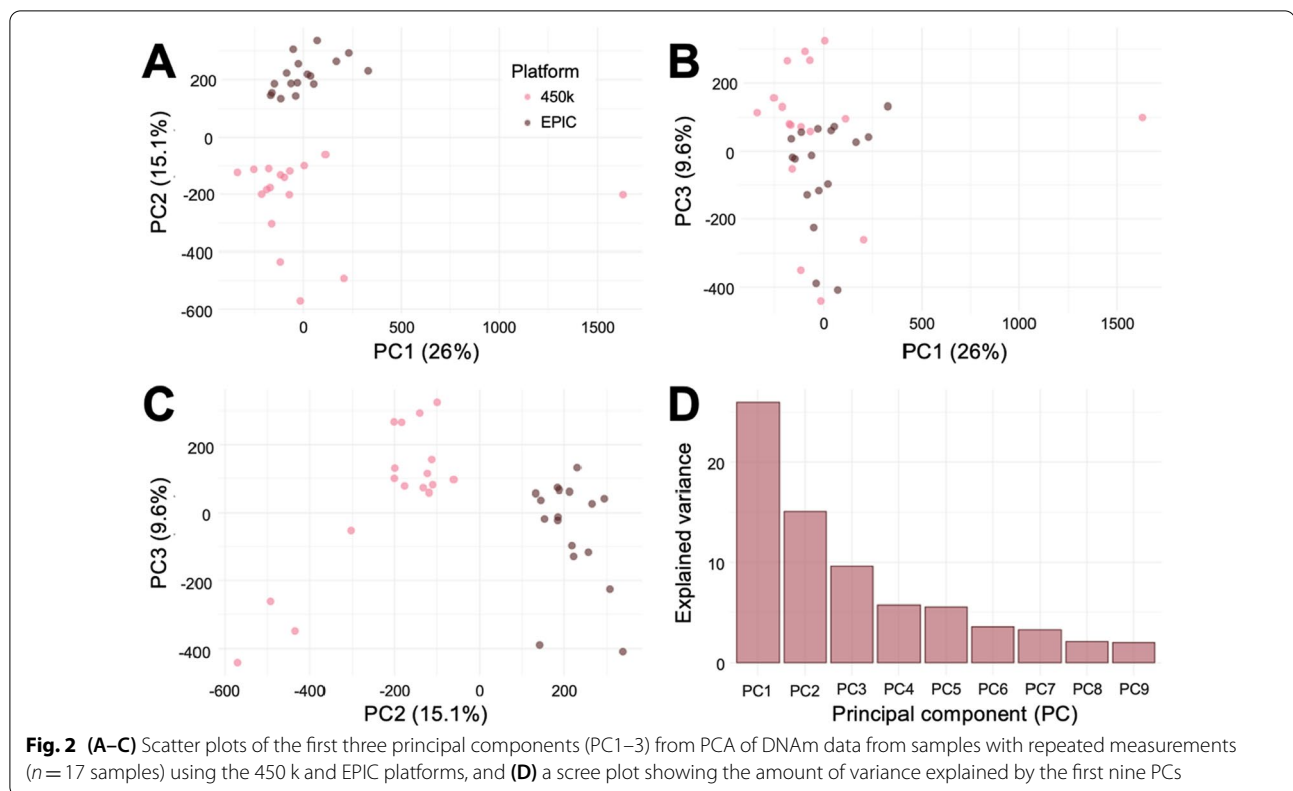 A
Platform
450k
EPIC
PC2 (15.1%)
200
0
-200
-400
-600
0
500
1000
1500
PC1 (26%)
B
PC3 (9.6%)
200
0
-200
-400
0
500
1000
1500
PC1 (26%)
C
PC3 (9.6%)
200
0
-200
-400
-600
-400
-200
0
200
PC2 (15.1%)
D
Explained variance
20
10
0
PC1 PC2 PC3 PC4 PC5 PC6 PC7 PC8 PC9
Principal component (PC)
Fig. 2 (A–C) Scatter plots of the first three principal components (PC1–3) from PCA of DNAm data from samples with repeated measurements
(n = 17 samples) using the 450 k and EPIC platforms, and (D) a scree plot showing the amount of variance explained by the first nine PCs